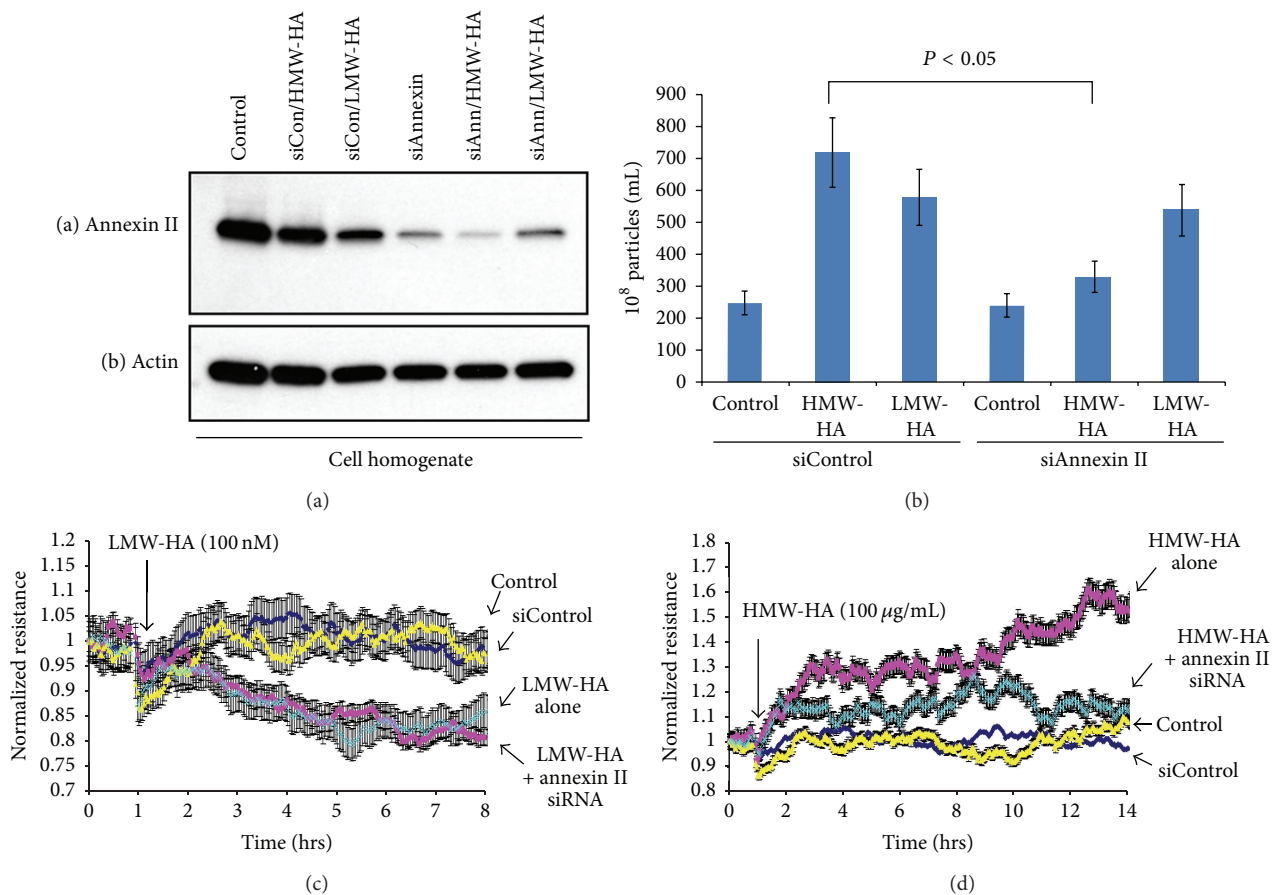 Control
siCon/HMW-HA
siCon/LMW-HA
siAnnexin
siAnn/HMW-HA
siAnn/LMW-HA
(a) Annexin II
(b) Actin
Cell homogenate
(a)
P < 0.05
10⁸ particles (mL)
900
800
700
600
500
400
300
200
100
0
Control
HMW-
HA
LMW-
HA
Control
HMW-
HA
LMW-
HA
siControl
siAnnexin II
(b)
Normalized resistance
1.2
1.15
1.1
1.05
1
0.95
0.9
0.85
0.8
0.75
0.7
LMW-HA (100 nM)
Control
siControl
LMW-HA
alone
LMW-HA
+ annexin II
siRNA
0 1 2 3 4 5 6 7 8
Time (hrs)
(c)
Normalized resistance
1.8
1.7
1.6
1.5
1.4
1.3
1.2
1.1
1
0.9
0.8
HMW-HA (100 μg/mL)
HMW-HA
alone
HMW-HA
+ annexin II
siRNA
Control
siControl
0 2 4 6 8 10 12 14
Time (hrs)
(d)